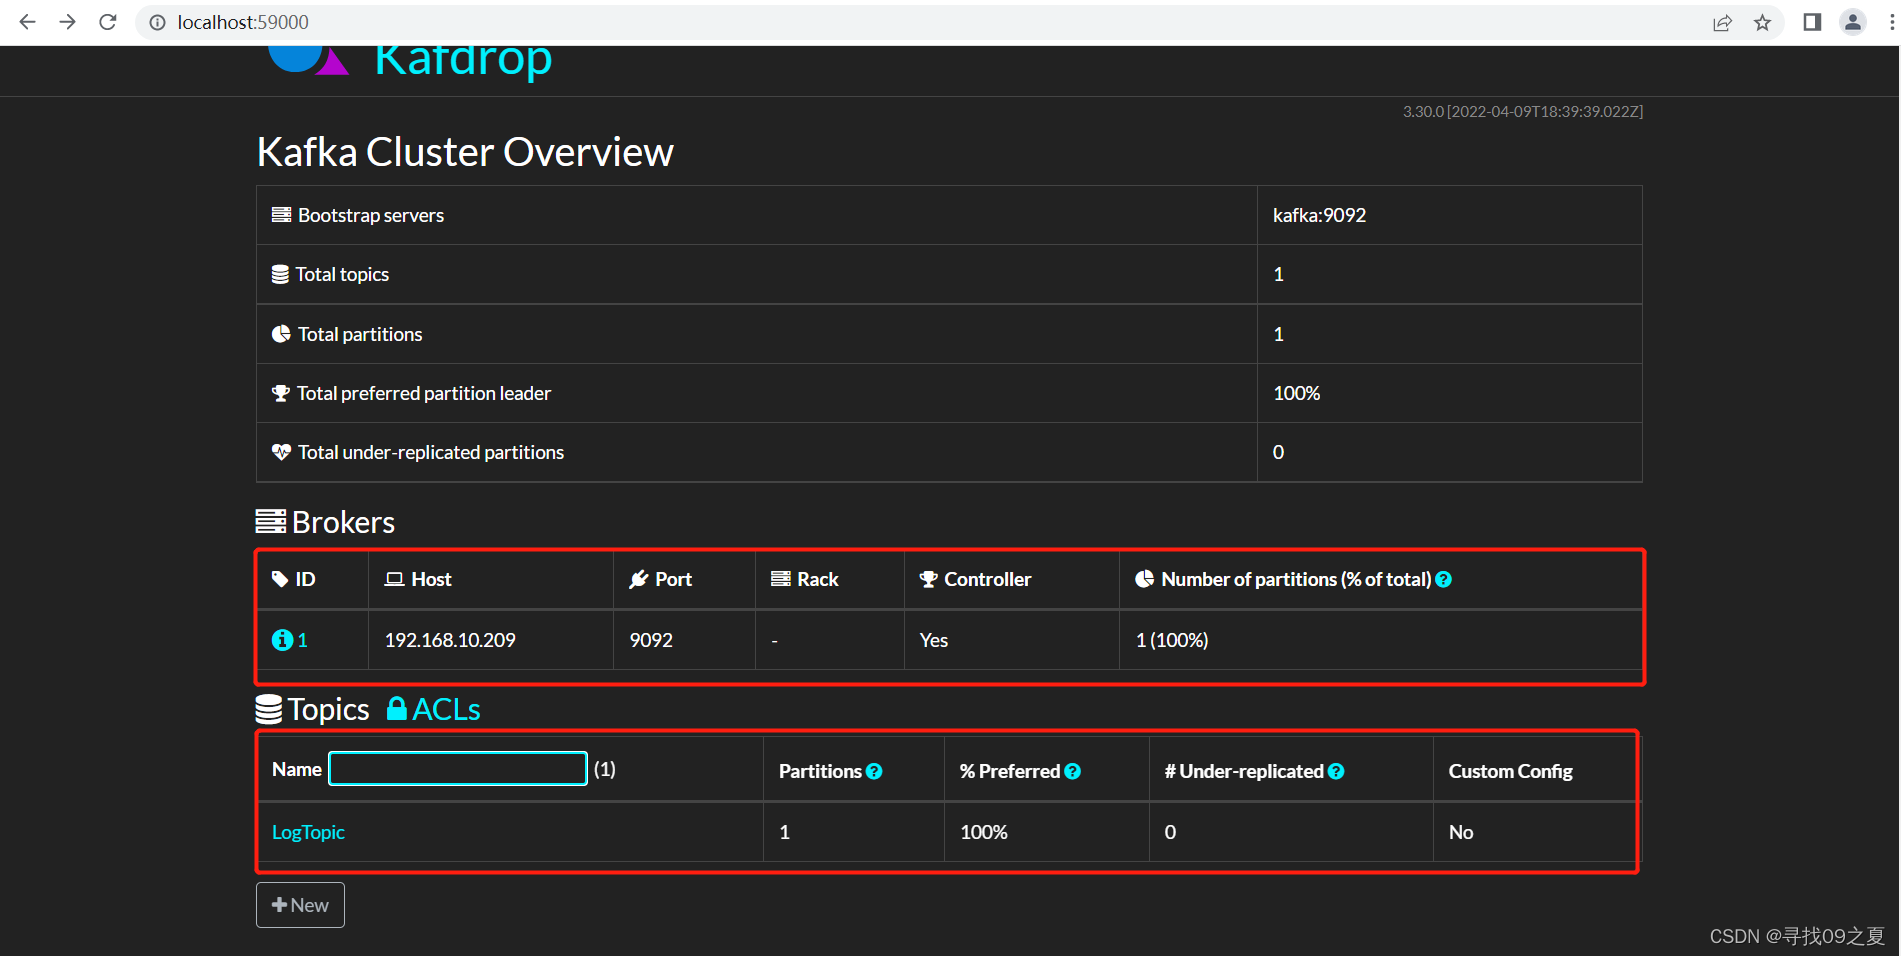 localhost:59000
Kafdrop
3.30.0 [2022-04-09T18:39:39.022Z]
Kafka Cluster Overview
Bootstrap servers kafka:9092
Total topics 1
Total partitions 1
Total preferred partition leader 100%
Total under-replicated partitions 0
Brokers
ID Host Port Rack Controller Number of partitions (% of total)
1 192.168.10.209 9092 - Yes 1 (100%)
Topics ACLs
Name (1) Partitions % Preferred # Under-replicated Custom Config
LogTopic 1 100% 0 No
New
CSDN @寻找09之夏